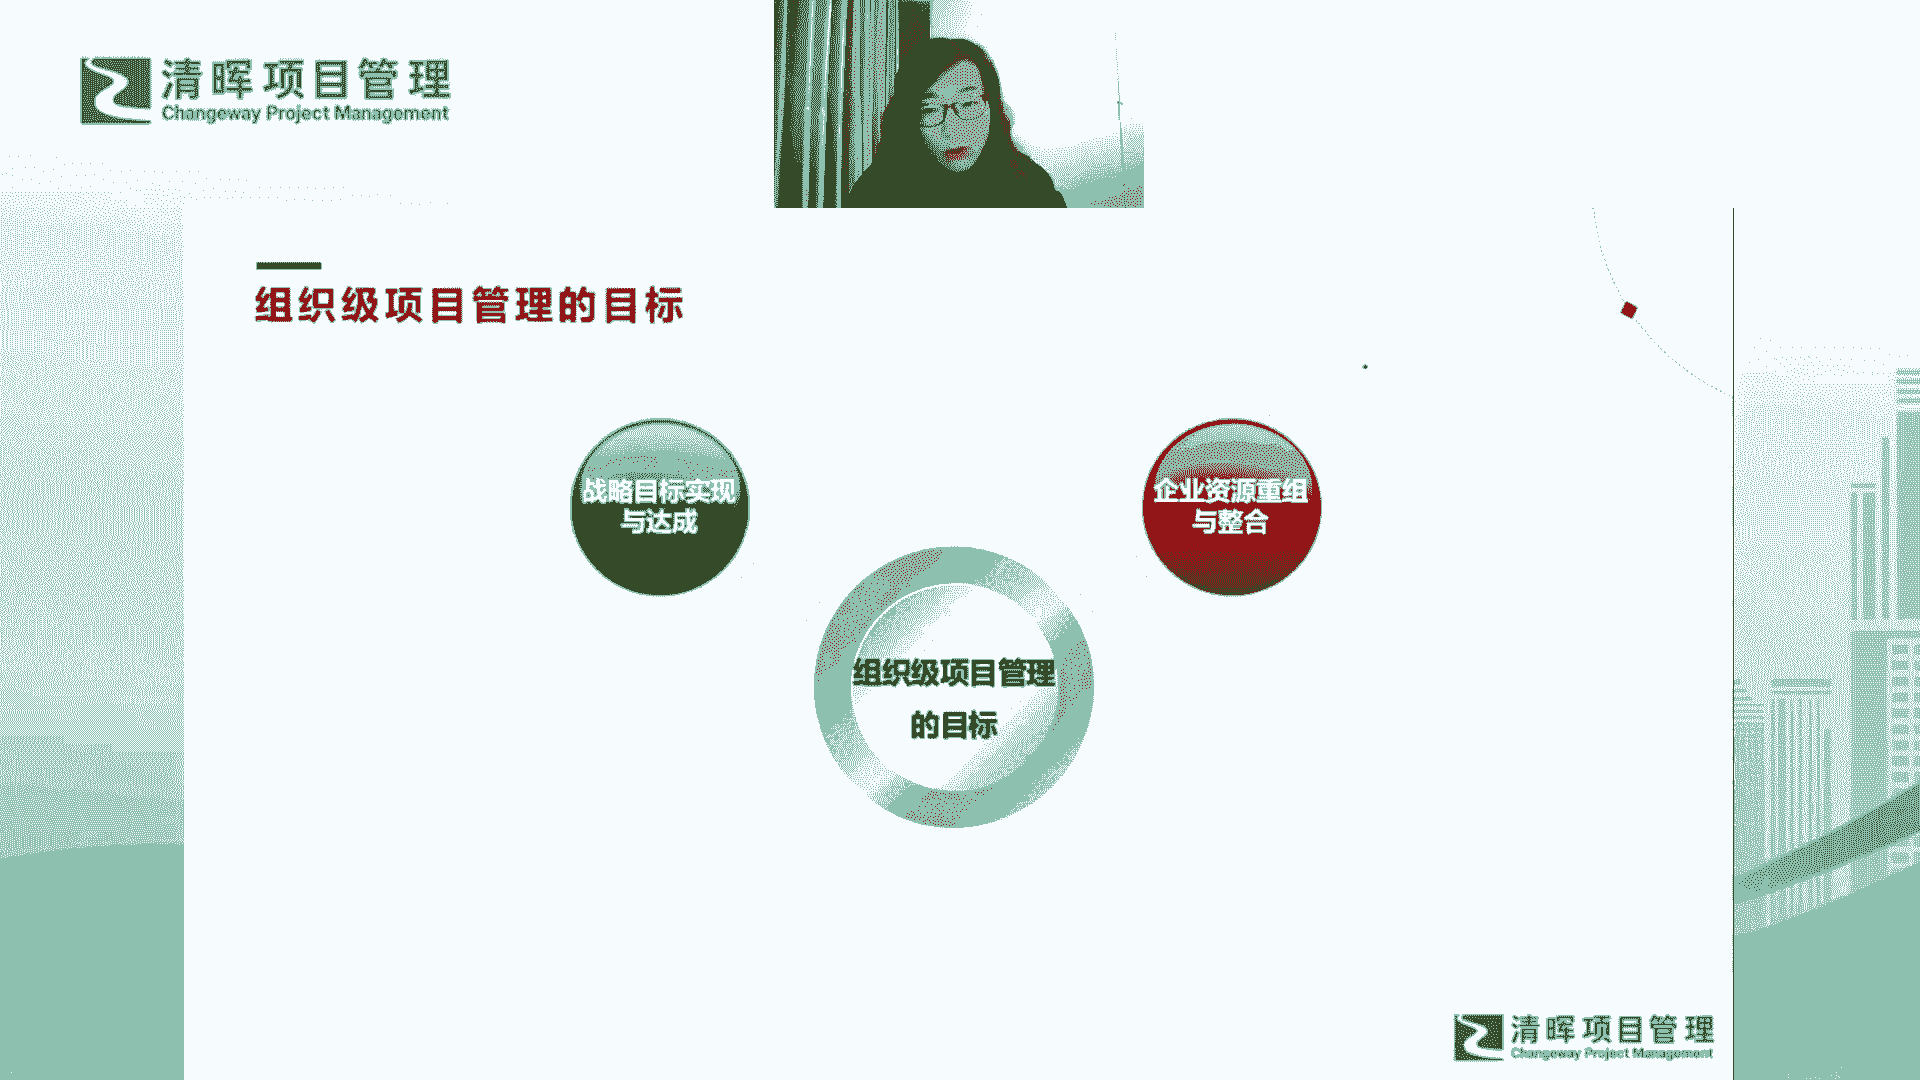 清晖项目管理
Changeway Project Management
组织级项目管理的目标
战略目标实现
与达成
企业资源重组
与整合
组织级项目管理
的目标
清晖项目管理
Changeway Project Management